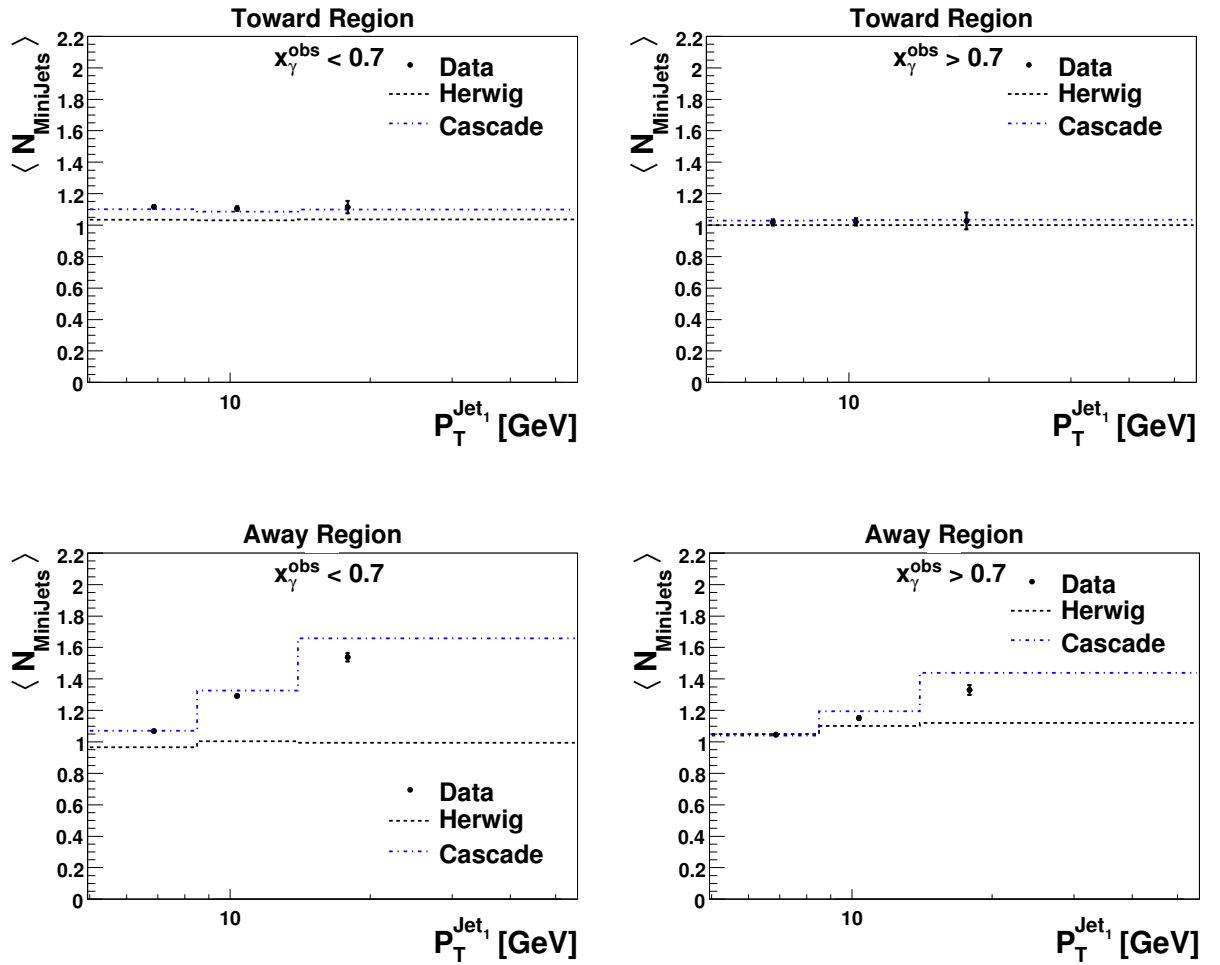 Toward Region
⟨ N_MiniJets ⟩
x_γ^obs < 0.7
Data
Herwig
Cascade
2.2
2
1.8
1.6
1.4
1.2
1
0.8
0.6
0.4
0.2
0
10
P_T^Jet_1 [GeV]
Toward Region
⟨ N_MiniJets ⟩
x_γ^obs > 0.7
Data
Herwig
Cascade
2.2
2
1.8
1.6
1.4
1.2
1
0.8
0.6
0.4
0.2
0
10
P_T^Jet_1 [GeV]
Away Region
⟨ N_MiniJets ⟩
x_γ^obs < 0.7
2.2
2
1.8
1.6
1.4
1.2
1
0.8
0.6
0.4
0.2
0
Data
Herwig
Cascade
10
P_T^Jet_1 [GeV]
Away Region
⟨ N_MiniJets ⟩
x_γ^obs > 0.7
Data
Herwig
Cascade
2.2
2
1.8
1.6
1.4
1.2
1
0.8
0.6
0.4
0.2
0
10
P_T^Jet_1 [GeV]